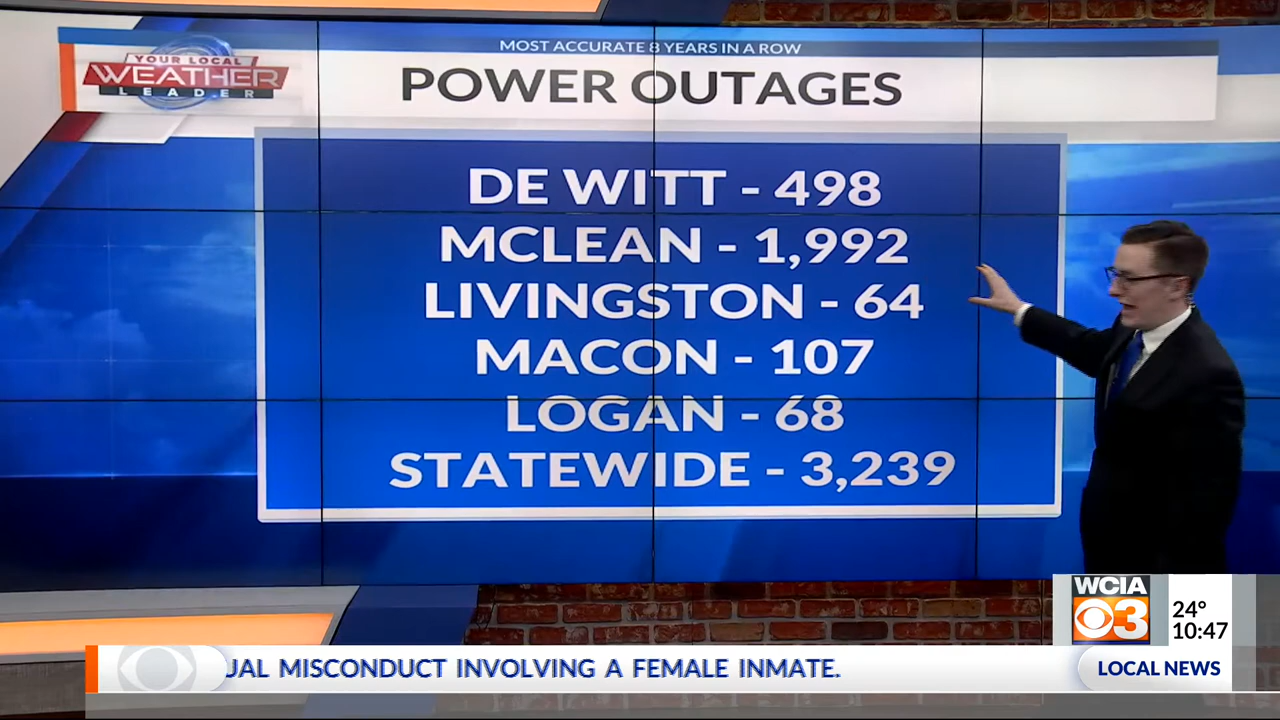 MOST ACCURATE 8 YEARS IN A ROW
YOUR LOCAL
WEATHER
LEADER
POWER OUTAGES
DE WITT - 498
MCLEAN - 1,992
LIVINGSTON - 64
MACON - 107
LOGAN - 68
STATEWIDE - 3,239
WCIA
3
24°
10:47
MISCONDUCT INVOLVING A FEMALE INMATE.
LOCAL NEWS